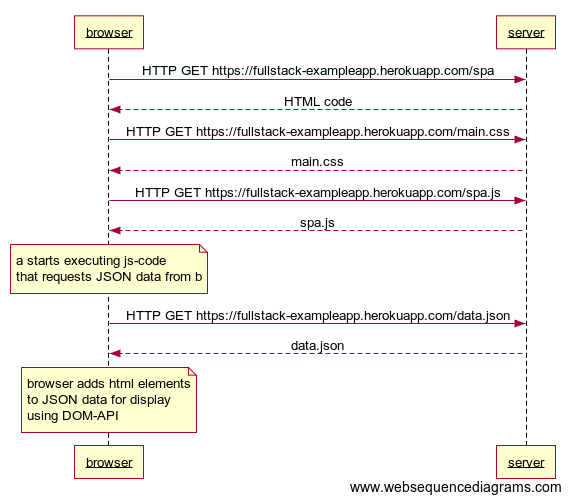 browser
server
HTTP GET https://fullstack-exampleapp.herokuapp.com/spa
HTML code
HTTP GET https://fullstack-exampleapp.herokuapp.com/main.css
main.css
HTTP GET https://fullstack-exampleapp.herokuapp.com/spa.js
spa.js
a starts executing js-code
that requests JSON data from b
HTTP GET https://fullstack-exampleapp.herokuapp.com/data.json
data.json
browser adds html elements
to JSON data for display
using DOM-API
browser
server
www.websequencediagrams.com